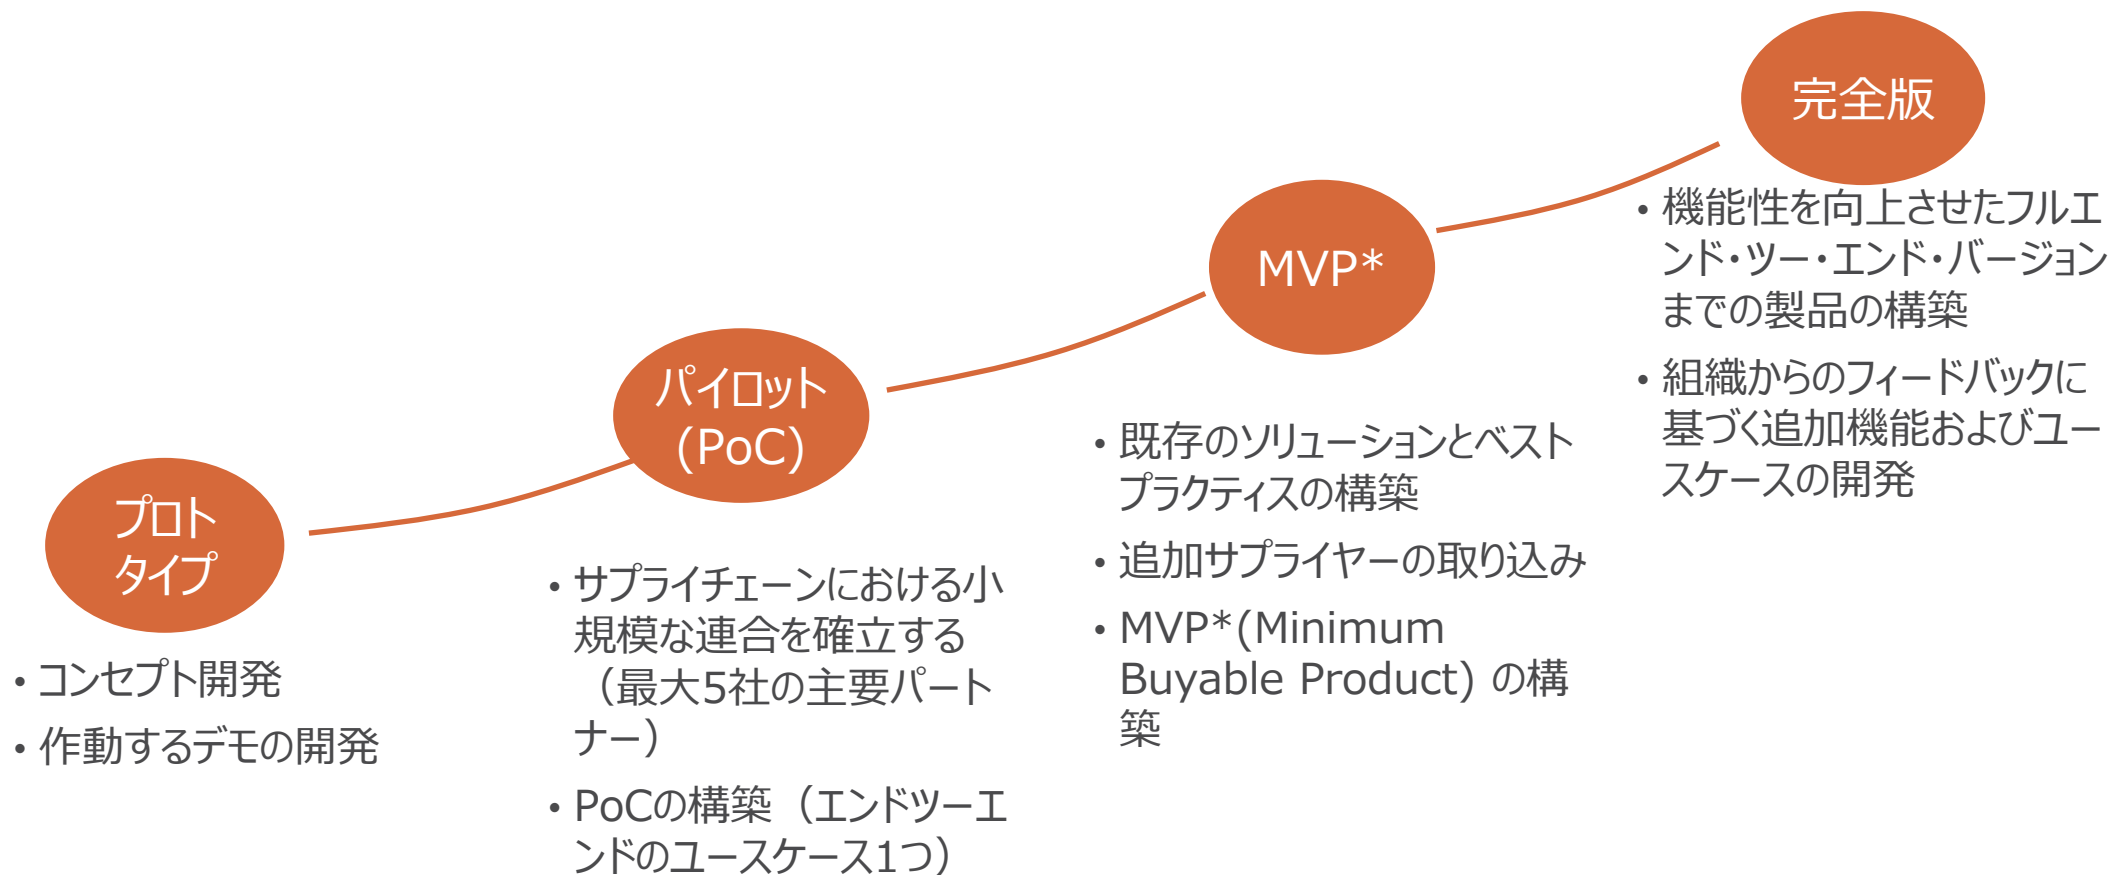 プロト
タイプ
・コンセプト開発
・作動するデモの開発
パイロット
(PoC)
・サプライチェーンにおける小
規模な連合を確立する
（最大5社の主要パート
ナー）
・PoCの構築（エンドツーエ
ンドのユースケース1つ）
MVP*
・既存のソリューションとベスト
プラクティスの構築
・追加サプライヤーの取り込み
・MVP*(Minimum
Buyable Product) の構
築
完全版
・機能性を向上させたフルエ
ンド・ツー・エンド・バージョン
までの製品の構築
・組織からのフィードバックに
基づく追加機能およびユー
スケースの開発